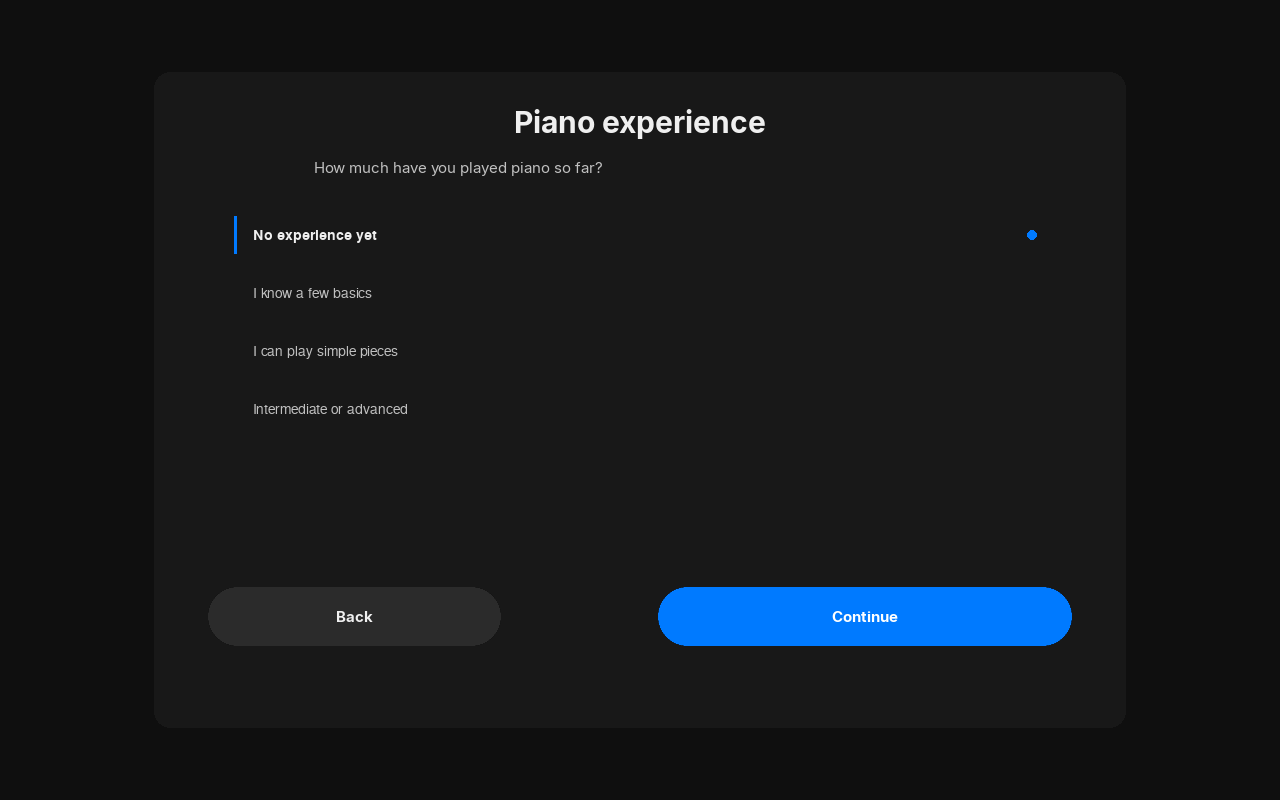 Piano experience
How much have you played piano so far?
No experience yet
I know a few basics
I can play simple pieces
Intermediate or advanced
Back
Continue